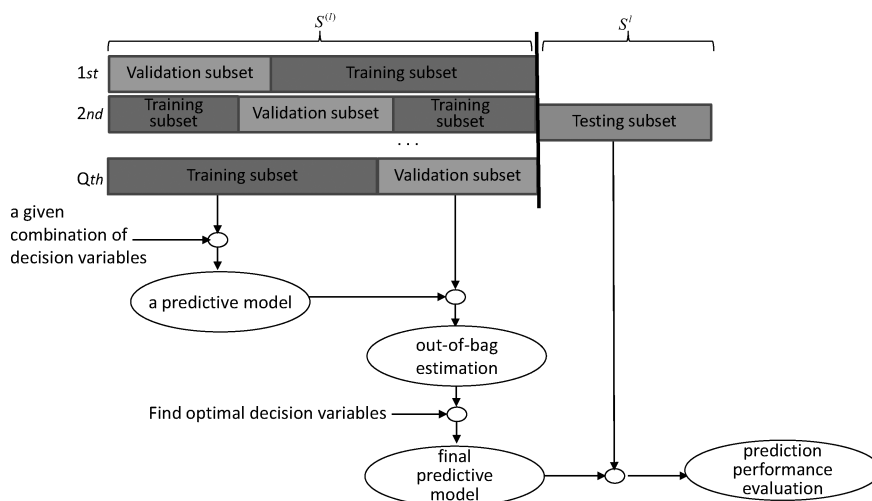 S^(l) S^l
1st Validation subset Training subset
2nd Training subset Validation subset Training subset Testing subset
...
Qth Training subset Validation subset
a given
combination of
decision variables
a predictive model
out-of-bag
estimation
Find optimal decision variables
final
predictive
model
prediction
performance
evaluation